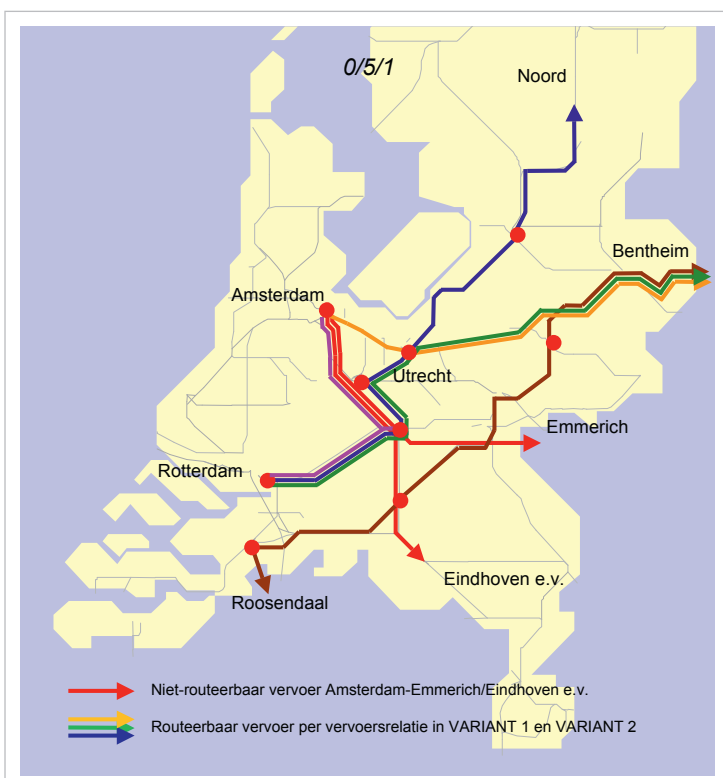 0/5/1
Noord
Bentheim
Amsterdam
Utrecht
Emmerich
Rotterdam
Eindhoven e.v.
Roosendaal
Niet-routeerbaar vervoer Amsterdam-Emmerich/Eindhoven e.v.
Routeerbaar vervoer per vervoersrelatie in VARIANT 1 en VARIANT 2